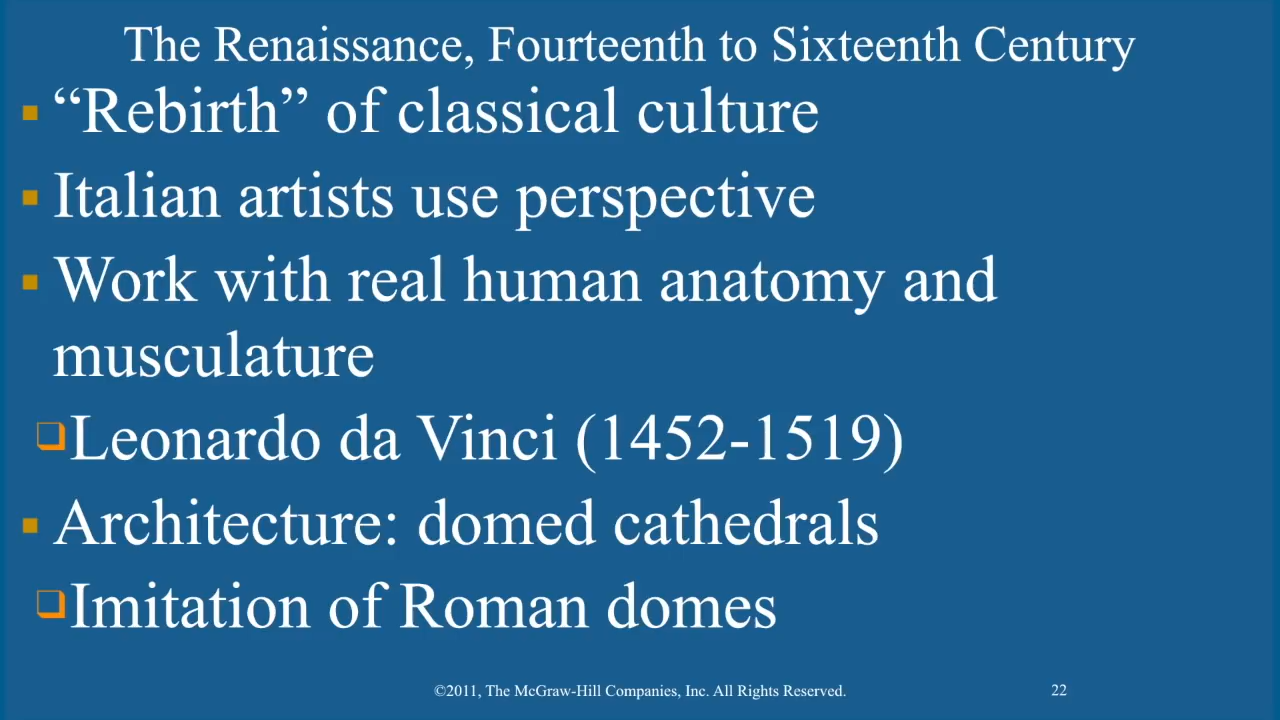 The Renaissance, Fourteenth to Sixteenth Century
▪ “Rebirth” of classical culture
▪ Italian artists use perspective
▪ Work with real human anatomy and
musculature
❑Leonardo da Vinci (1452-1519)
▪ Architecture: domed cathedrals
❑Imitation of Roman domes
©2011, The McGraw-Hill Companies, Inc. All Rights Reserved. 22